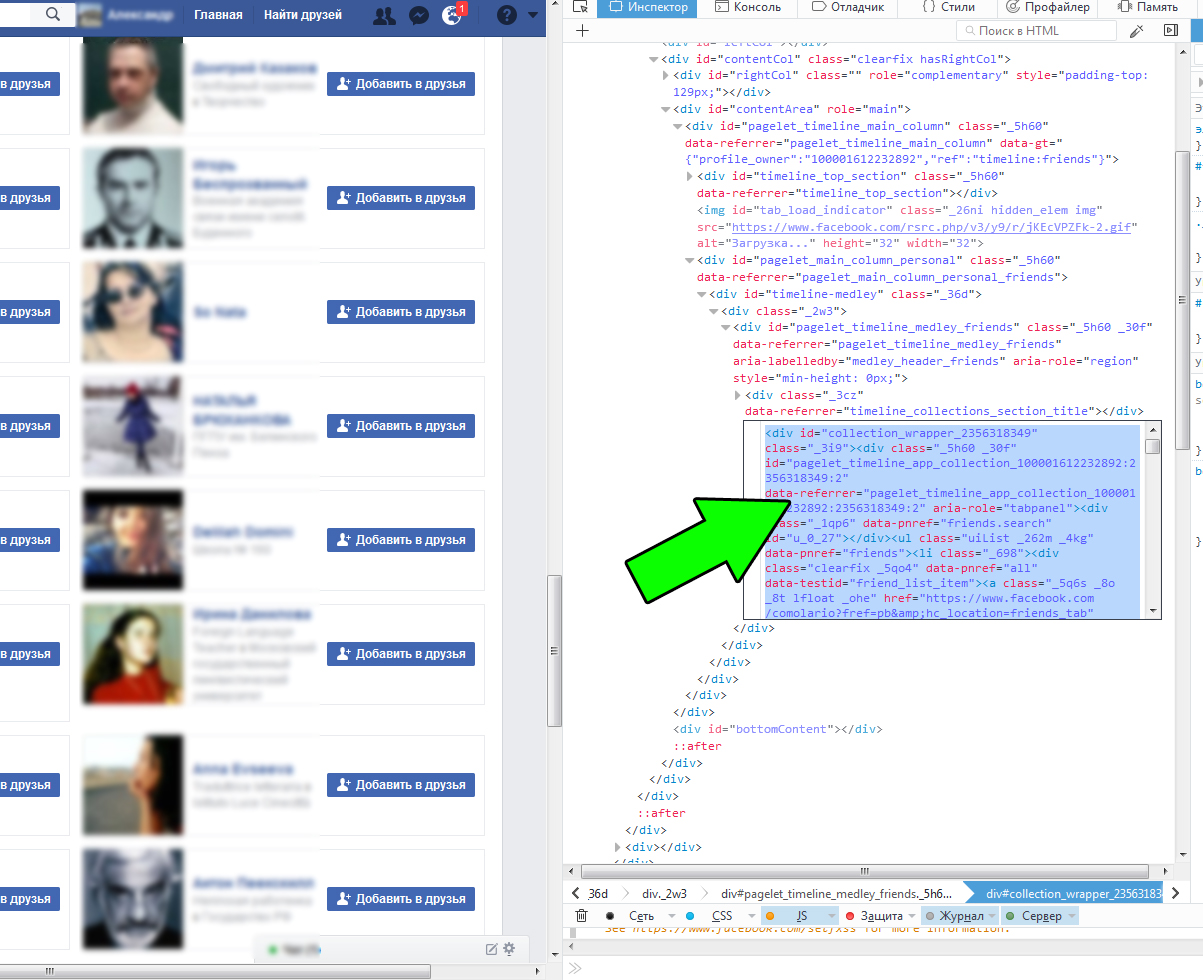 Александр
Главная
Найти друзей
1
в друзья
Добавить в друзья
в друзья
Добавить в друзья
в друзья
Добавить в друзья
в друзья
Добавить в друзья
в друзья
Добавить в друзья
в друзья
Добавить в друзья
в друзья
Добавить в друзья
в друзья
Добавить в друзья
Инспектор
Консоль
Отладчик
{ } Стили
Профайлер
Память
Поиск в HTML
<div id="contentCol" class="clearfix hasRightCol">
<div id="rightCol" class="" role="complementary" style="padding-top:
129px;"></div>
<div id="contentArea" role="main">
<div id="pagelet_timeline_main_column" class="_5h60"
data-referrer="pagelet_timeline_main_column" data-gt="
{"profile_owner":"100001612232892","ref":"timeline:friends"}">
<div id="timeline_top_section" class="_5h60"
data-referrer="timeline_top_section"></div>
<img id="tab_load_indicator" class="_26ni hidden_elem img"
src="https://www.facebook.com/rsrc.php/v3/y9/r/jKEcVPZFk-2.gif"
alt="Загрузка..." height="32" width="32">
<div id="pagelet_main_column_personal" class="_5h60"
data-referrer="pagelet_main_column_personal_friends">
<div id="timeline-medley" class="_36d">
<div class="_2w3">
<div id="pagelet_timeline_medley_friends" class="_5h60 _30f"
data-referrer="pagelet_timeline_medley_friends"
aria-labelledby="medley_header_friends" aria-role="region"
style="min-height: 0px;">
<div class="_3cz"
data-referrer="timeline_collections_section_title"></div>
<div id="collection_wrapper_2356318349"
class="_3i9"><div class="_5h60 _30f"
id="pagelet_timeline_app_collection_100001612232892:2
356318349:2"
data-referrer="pagelet_timeline_app_collection_100001
232892:2356318349:2" aria-role="tabpanel"><div
class="_1qp6" data-pnref="friends.search"
id="u_0_27"></div><ul class="uiList _262m _4kg"
data-pnref="friends"><li class="_698"><div
class="clearfix _5qo4" data-pnref="all"
data-testid="friend_list_item"><a class="_5q6s _8o
_8t lfloat _ohe" href="https://www.facebook.com
/comolario?fref=pb&amp;hc_location=friends_tab"
</div>
</div>
</div>
</div>
</div>
</div>
<div id="bottomContent"></div>
::after
</div>
</div>
</div>
::after
</div>
<div></div>
36d
div._2w3
div#pagelet_timeline_medley_friends._5h6...
div#collection_wrapper_23563183
Сеть
CSS
JS
Защита
Журнал
Сервер
See https://www.facebook.com/selfxss for more information.